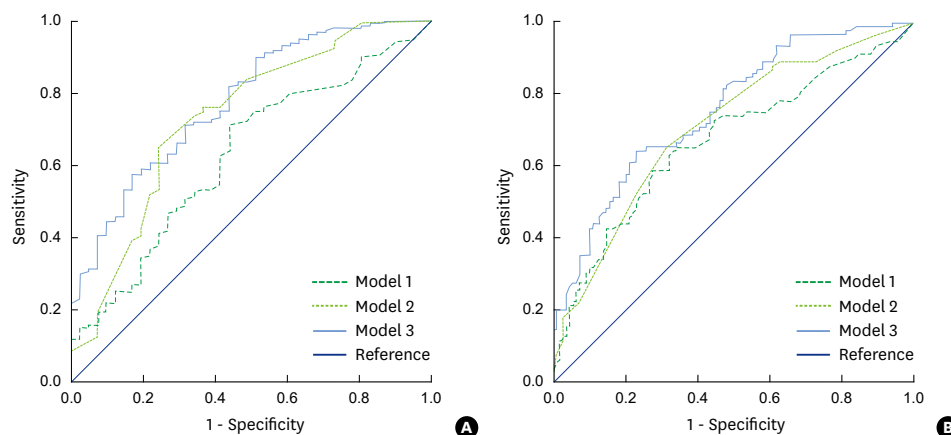 1.0
0.8
0.6
0.4
0.2
0.0
Sensitivity
0.0 0.2 0.4 0.6 0.8 1.0
1 - Specificity
Model 1
Model 2
Model 3
Reference
A
1.0
0.8
0.6
0.4
0.2
0.0
Sensitivity
0.0 0.2 0.4 0.6 0.8 1.0
1 - Specificity
Model 1
Model 2
Model 3
Reference
B